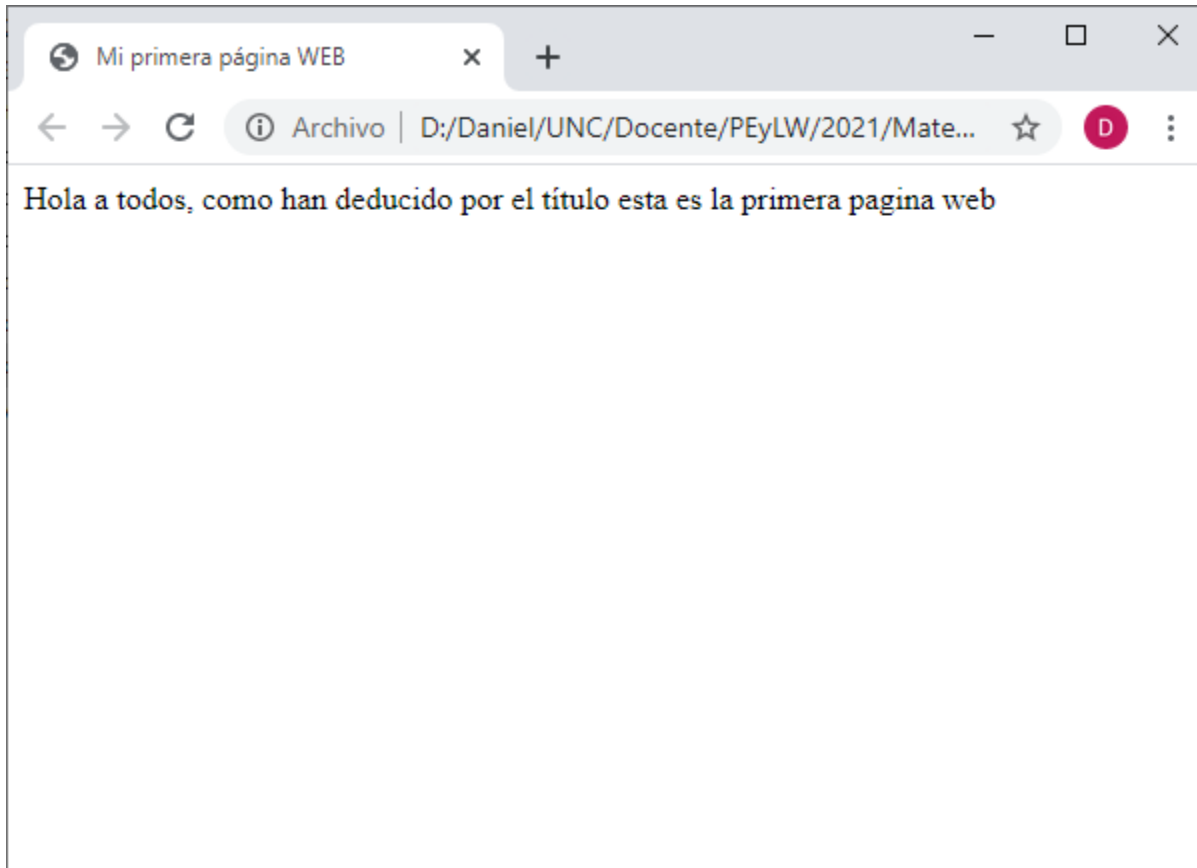 Mi primera página WEB
Archivo | D:/Daniel/UNC/Docente/PEyLW/2021/Mate...
D
Hola a todos, como han deducido por el título esta es la primera pagina web